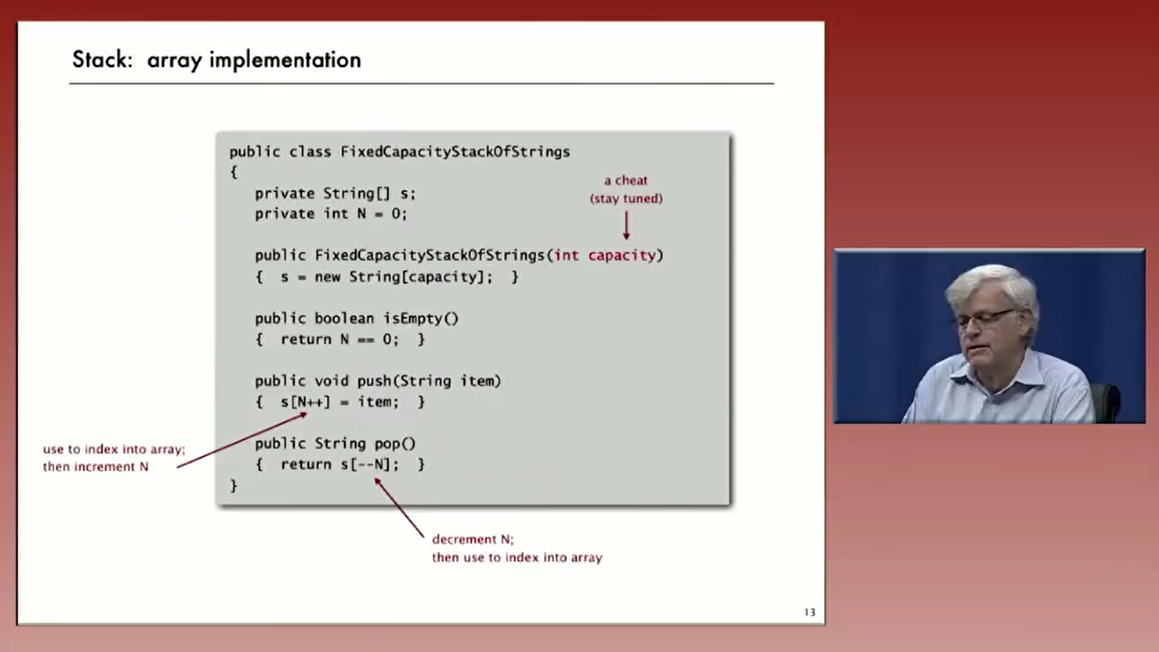 Stack: array implementation
public class FixedCapacityStackOfStrings
{
private String[] s;
private int N = 0;
a cheat
(stay tuned)
public FixedCapacityStackOfStrings(int capacity)
{ s = new String[capacity]; }
public boolean isEmpty()
{ return N == 0; }
public void push(String item)
{ s[N++] = item; }
use to index into array;
then increment N
public String pop()
{ return s[--N]; }
}
decrement N;
then use to index into array
13